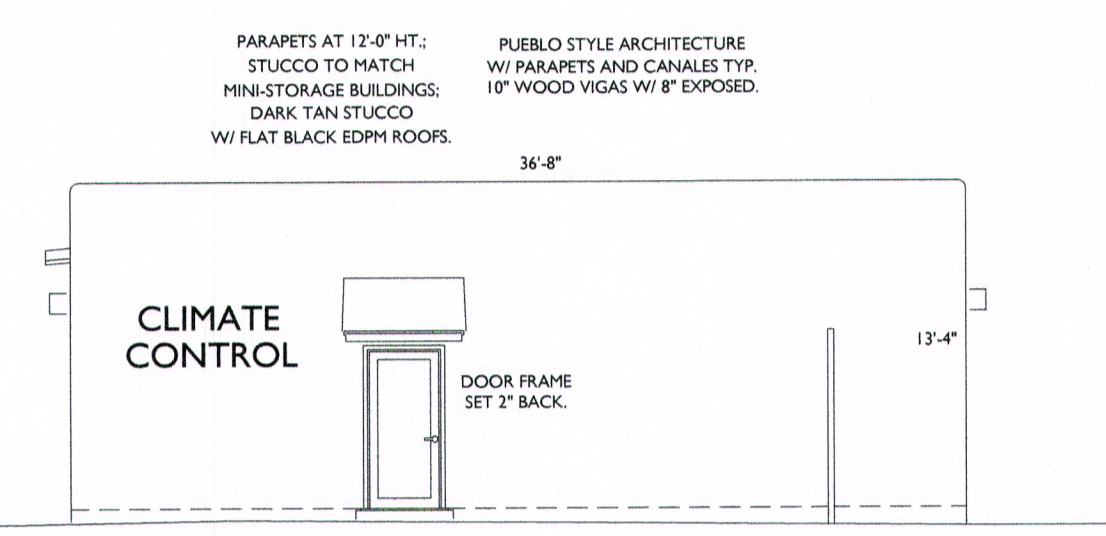 PARAPETS AT 12'-0" HT.;
STUCCO TO MATCH
MINI-STORAGE BUILDINGS;
DARK TAN STUCCO
W/ FLAT BLACK EDPM ROOFS.
PUEBLO STYLE ARCHITECTURE
W/ PARAPETS AND CANALES TYP.
10" WOOD VIGAS W/ 8" EXPOSED.
36'-8"
CLIMATE
CONTROL
13'-4"
DOOR FRAME
SET 2" BACK.